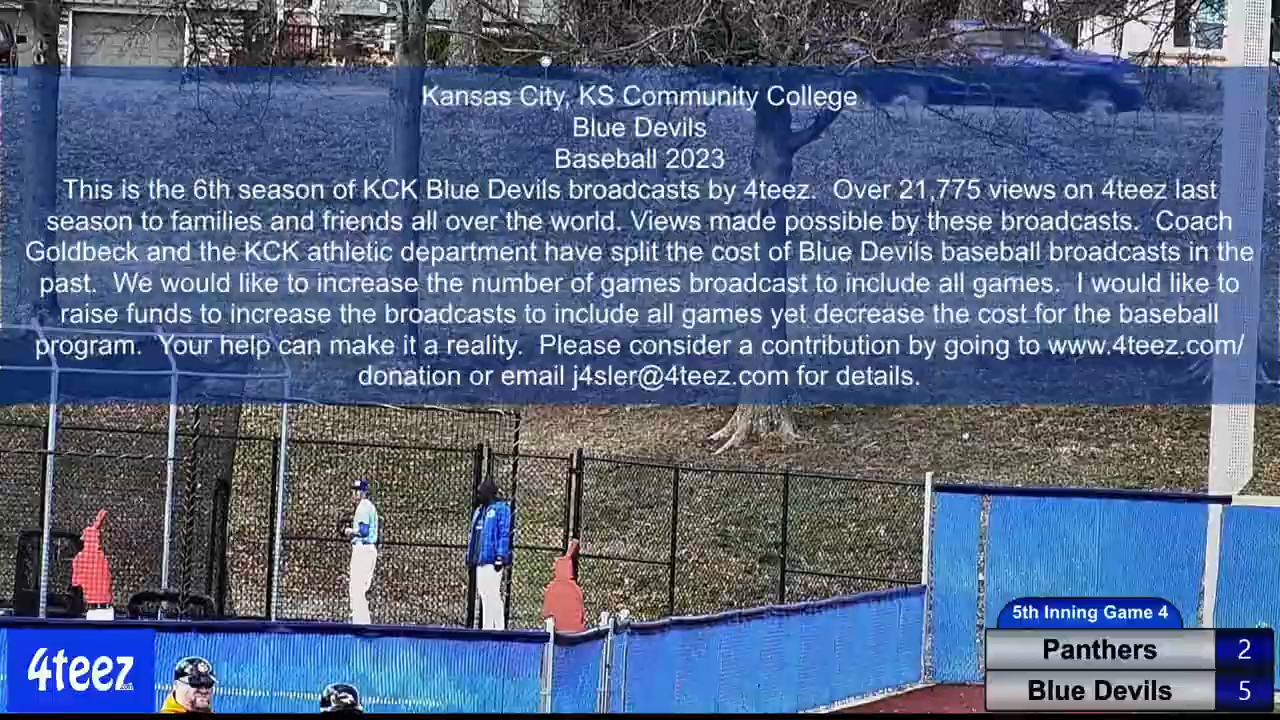 Kansas City, KS Community College
Blue Devils
Baseball 2023
This is the 6th season of KCK Blue Devils broadcasts by 4teez.  Over 21,775 views on 4teez last
season to families and friends all over the world. Views made possible by these broadcasts.  Coach
Goldbeck and the KCK athletic department have split the cost of Blue Devils baseball broadcasts in the
past.  We would like to increase the number of games broadcast to include all games.  I would like to
raise funds to increase the broadcasts to include all games yet decrease the cost for the baseball
program.  Your help can make it a reality.  Please consider a contribution by going to www.4teez.com/
donation or email j4sler@4teez.com for details.
5th Inning Game 4
Panthers 2
Blue Devils 5
4teez.com